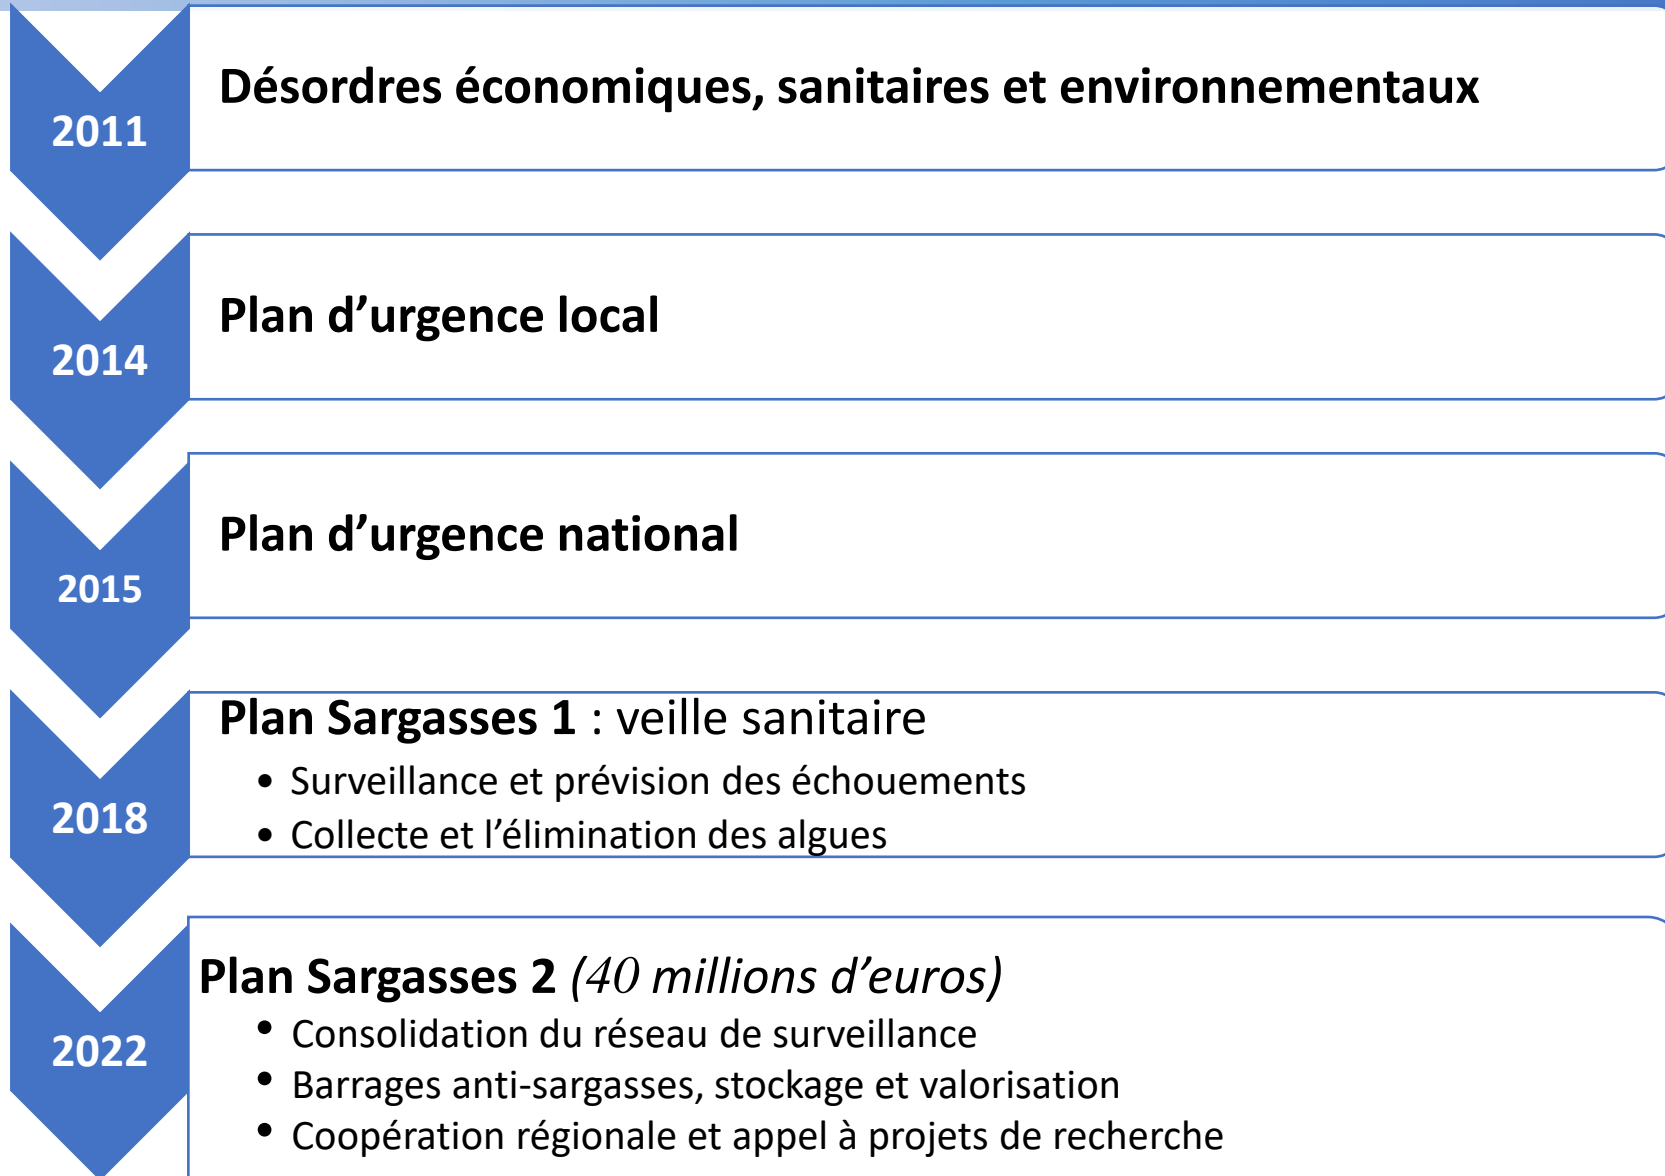 2011
Désordres économiques, sanitaires et environnementaux
2014
Plan d’urgence local
2015
Plan d’urgence national
2018
Plan Sargasses 1 : veille sanitaire
• Surveillance et prévision des échouements
• Collecte et l’élimination des algues
2022
Plan Sargasses 2 (40 millions d’euros)
• Consolidation du réseau de surveillance
• Barrages anti-sargasses, stockage et valorisation
• Coopération régionale et appel à projets de recherche